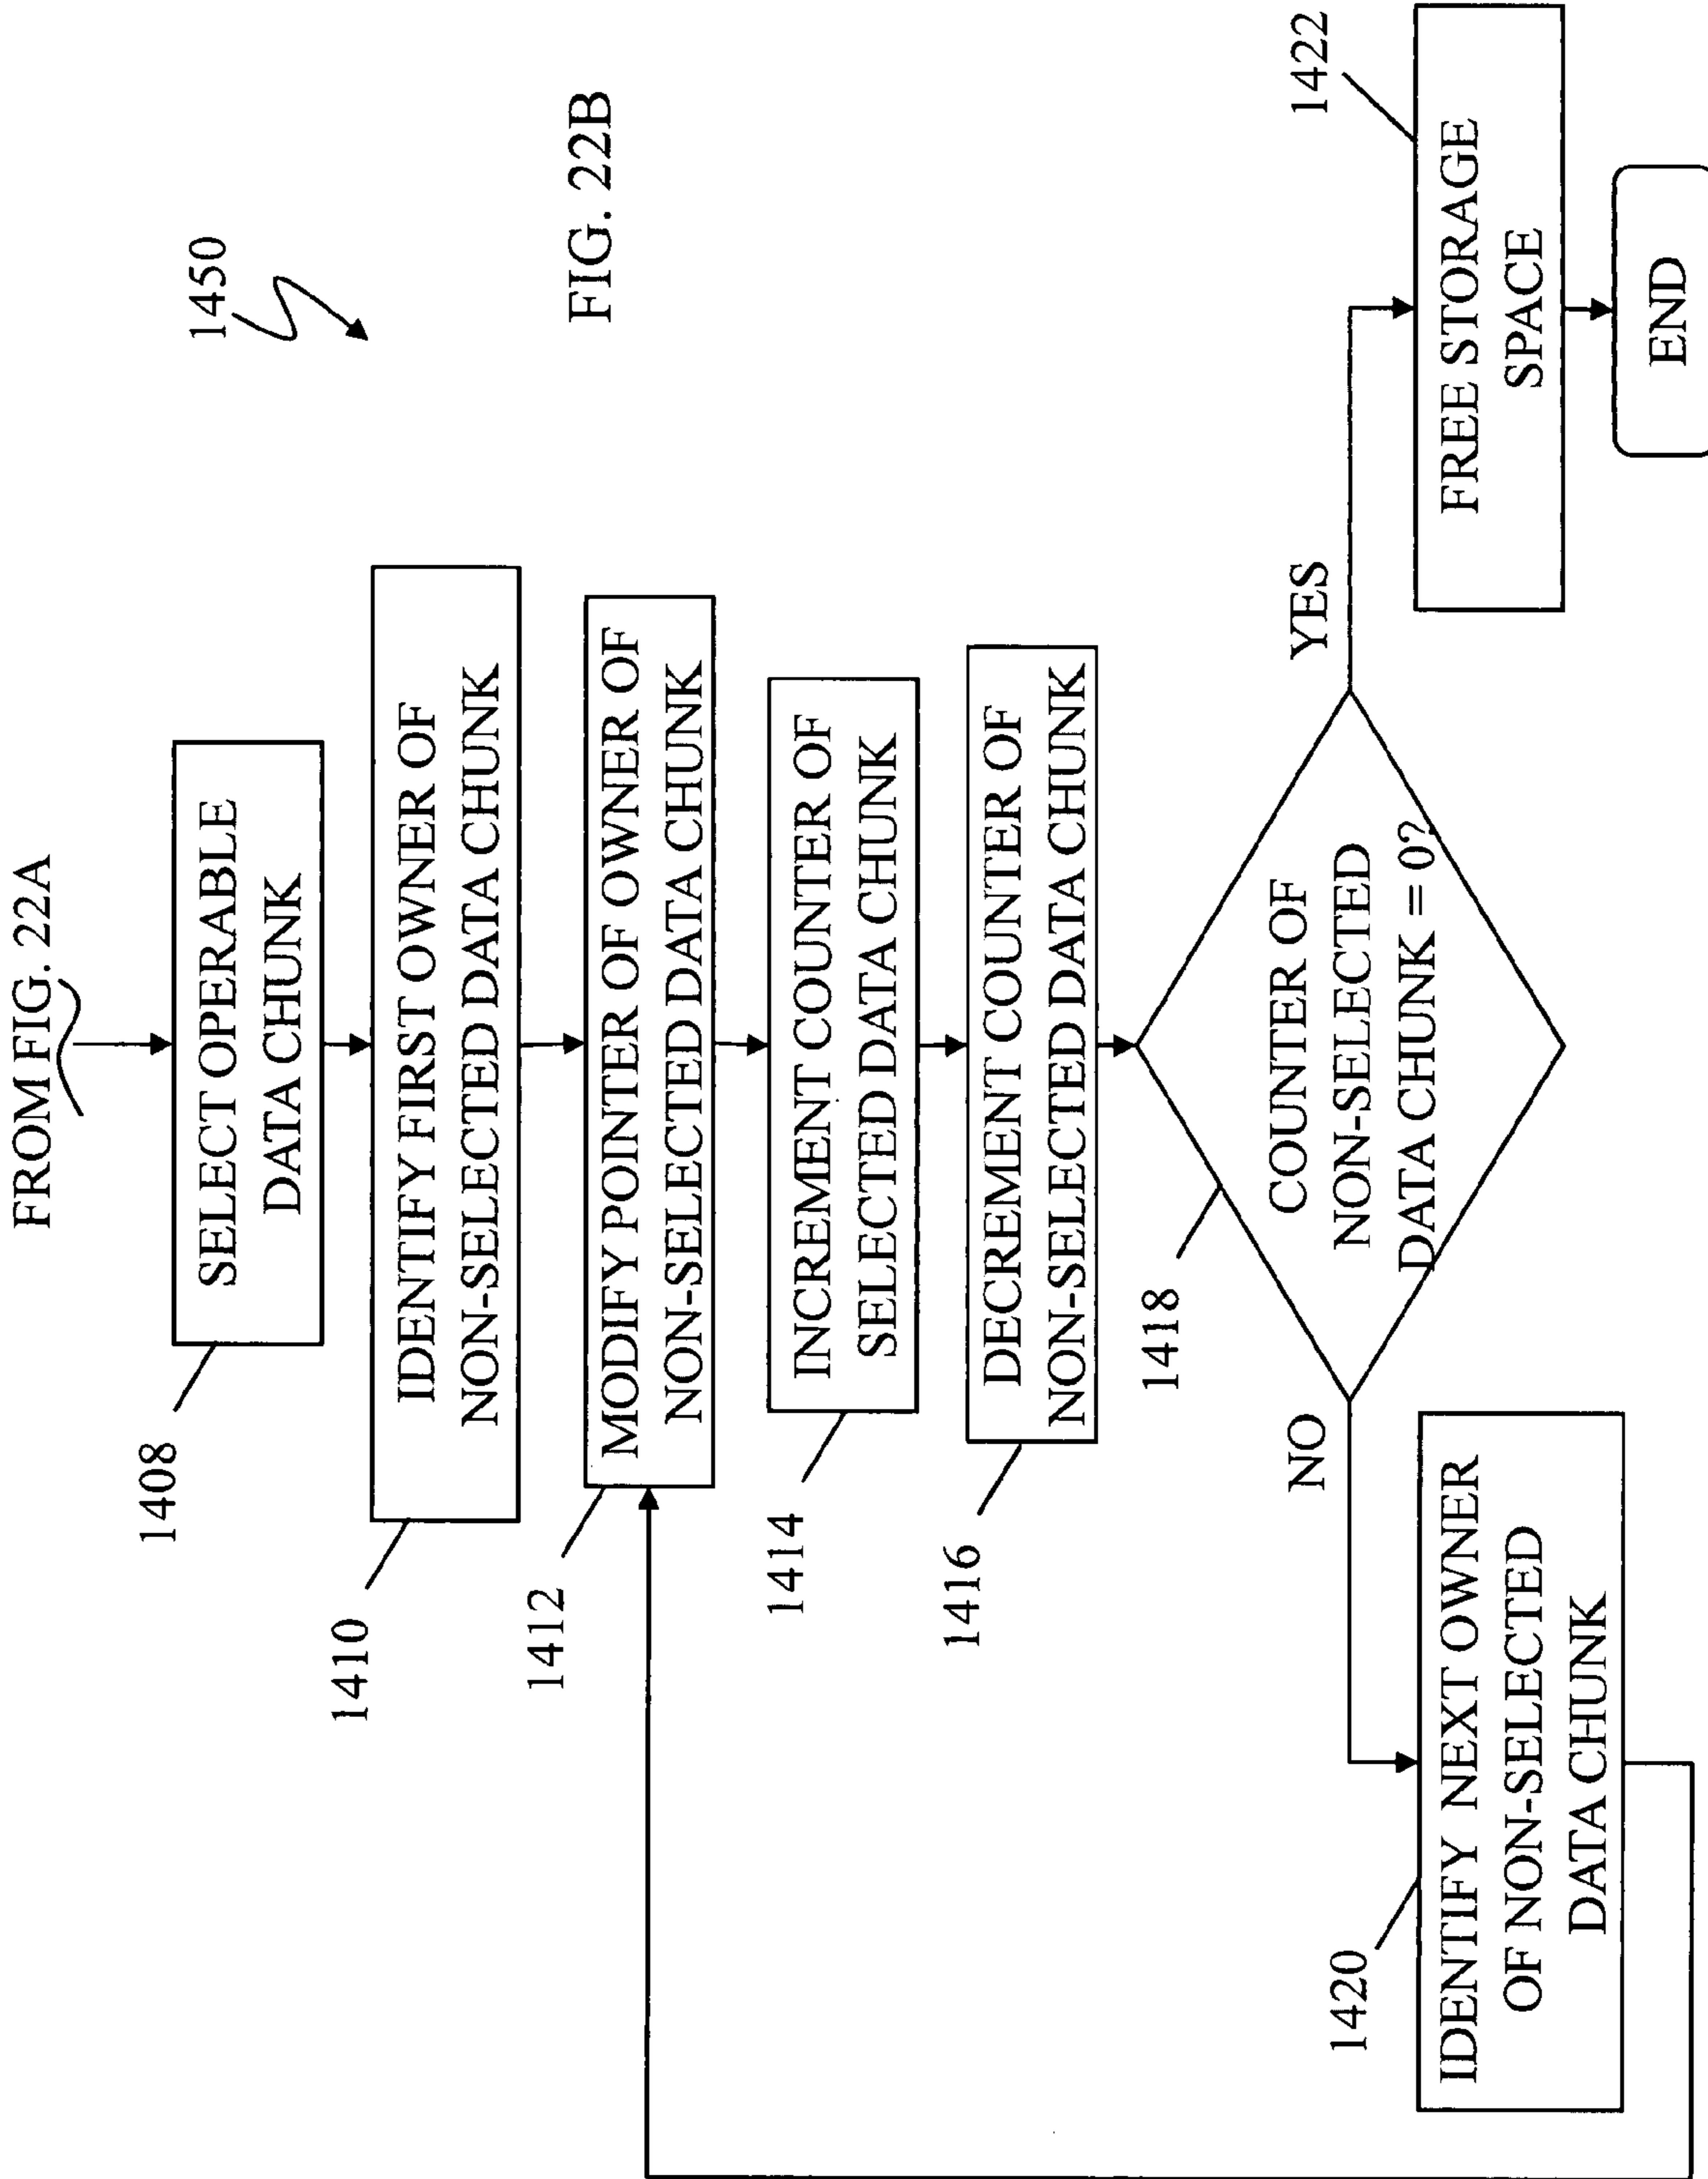 FROM FIG. 22A
1450
FIG. 22B
1408
SELECT OPERABLE
DATA CHUNK
1410
IDENTIFY FIRST OWNER OF
NON-SELECTED DATA CHUNK
1412
MODIFY POINTER OF OWNER OF
NON-SELECTED DATA CHUNK
1414
INCREMENT COUNTER OF
SELECTED DATA CHUNK
1416
DECREMENT COUNTER OF
NON-SELECTED DATA CHUNK
1418
COUNTER OF
NON-SELECTED
DATA CHUNK = 0?
NO
YES
1420
IDENTIFY NEXT OWNER
OF NON-SELECTED
DATA CHUNK
1422
FREE STORAGE
SPACE
END